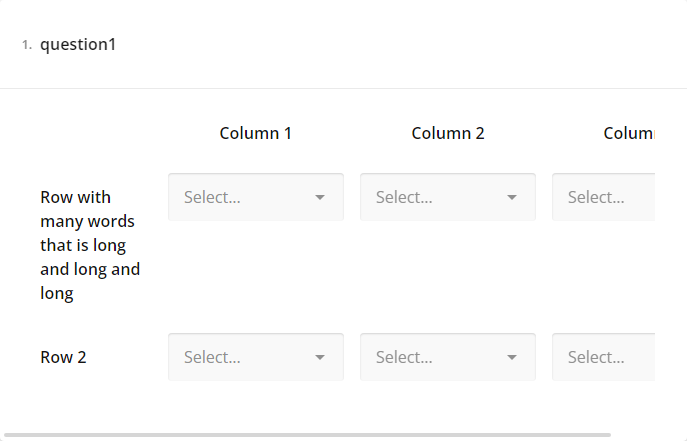 1. question1
Column 1 Column 2 Colum
Row with Select... Select... Select...
many words
that is long
and long and
long
Row 2 Select... Select... Select...